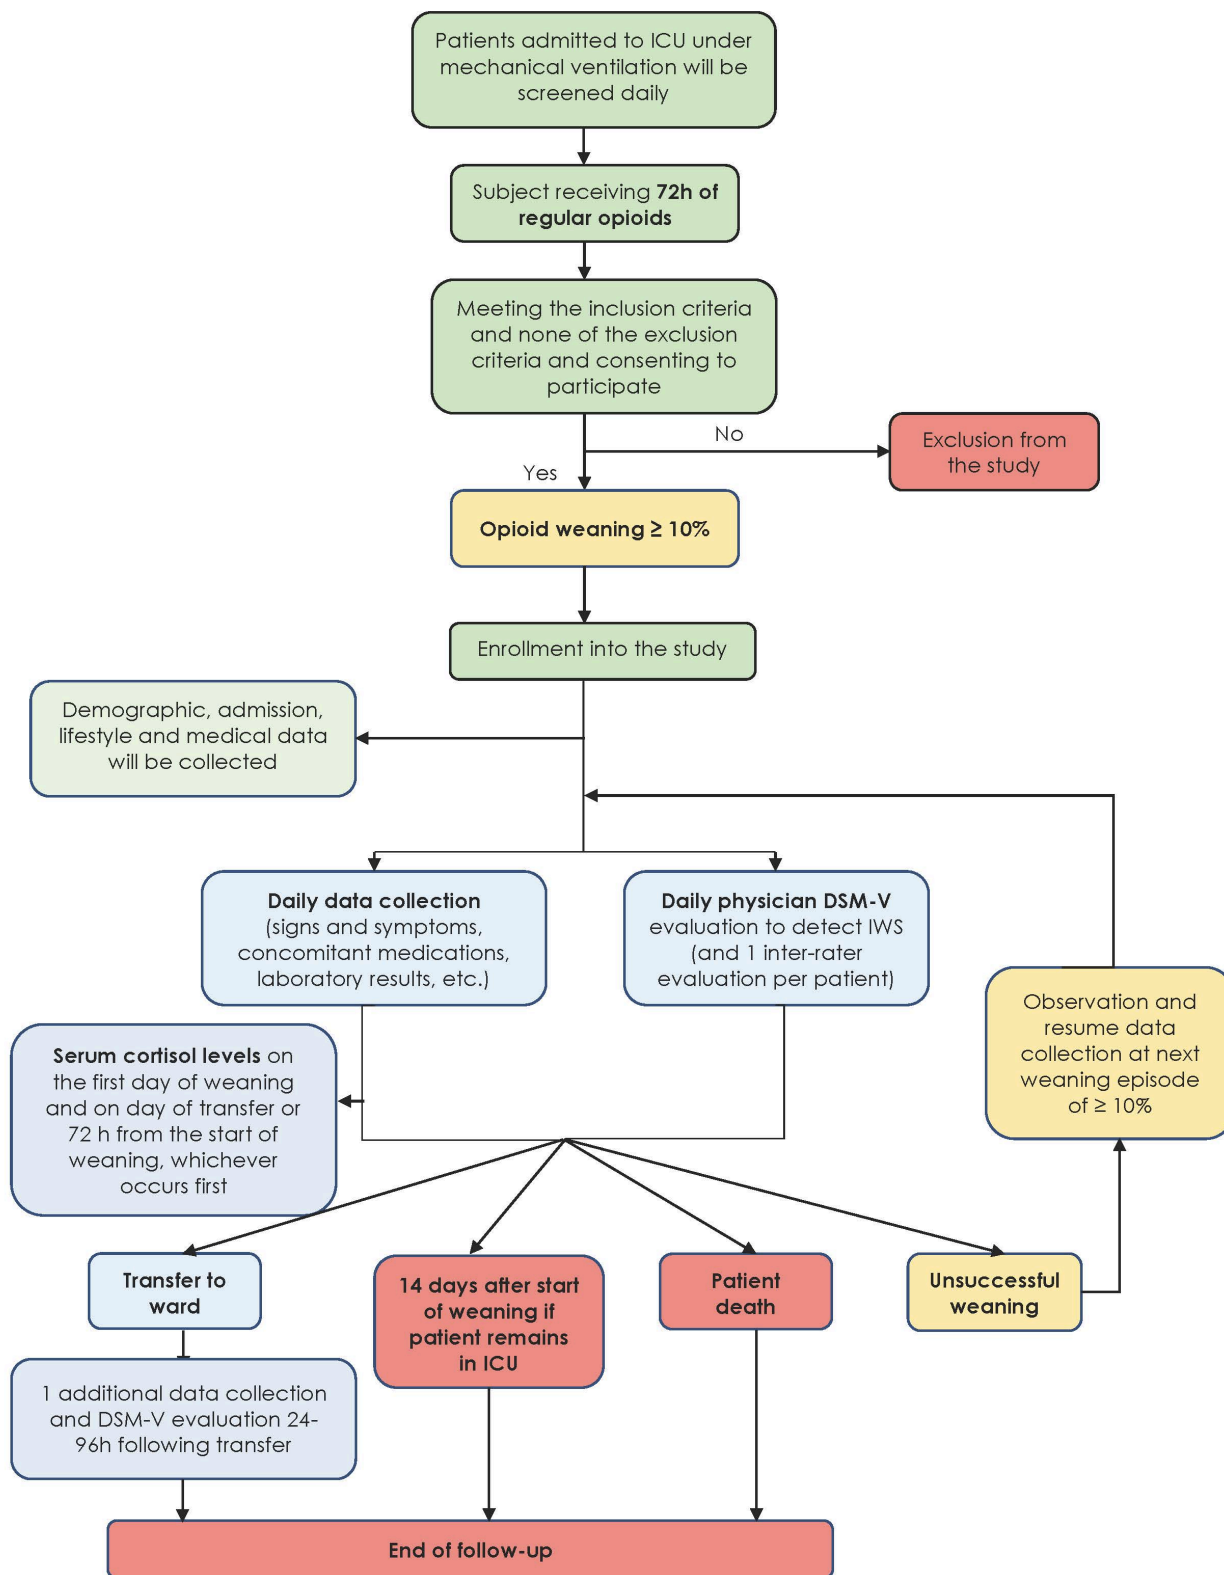 Patients admitted to ICU under
mechanical ventilation will be
screened daily
Subject receiving 72h of
regular opioids
Meeting the inclusion criteria
and none of the exclusion
criteria and consenting to
participate
No
Exclusion from
the study
Yes
Opioid weaning ≥ 10%
Enrollment into the study
Demographic, admission,
lifestyle and medical data
will be collected
Daily data collection
(signs and symptoms,
concomitant medications,
laboratory results, etc.)
Daily physician DSM-V
evaluation to detect IWS
(and 1 inter-rater
evaluation per patient)
Observation and
resume data
collection at next
weaning episode
of ≥ 10%
Serum cortisol levels on
the first day of weaning
and on day of transfer or
72 h from the start of
weaning, whichever
occurs first
Transfer to
ward
14 days after start
of weaning if
patient remains
in ICU
Patient
death
Unsuccessful
weaning
1 additional data collection
and DSM-V evaluation 24-
96h following transfer
End of follow-up